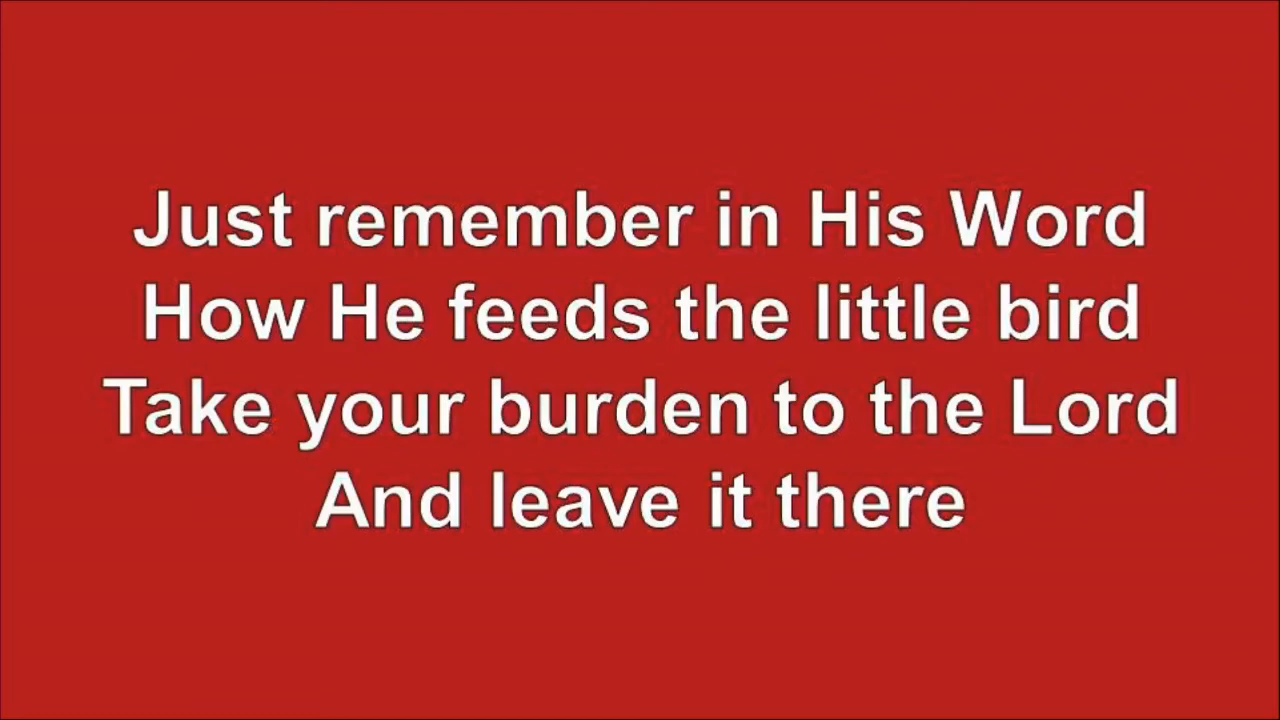 Just remember in His Word
How He feeds the little bird
Take your burden to the Lord
And leave it there